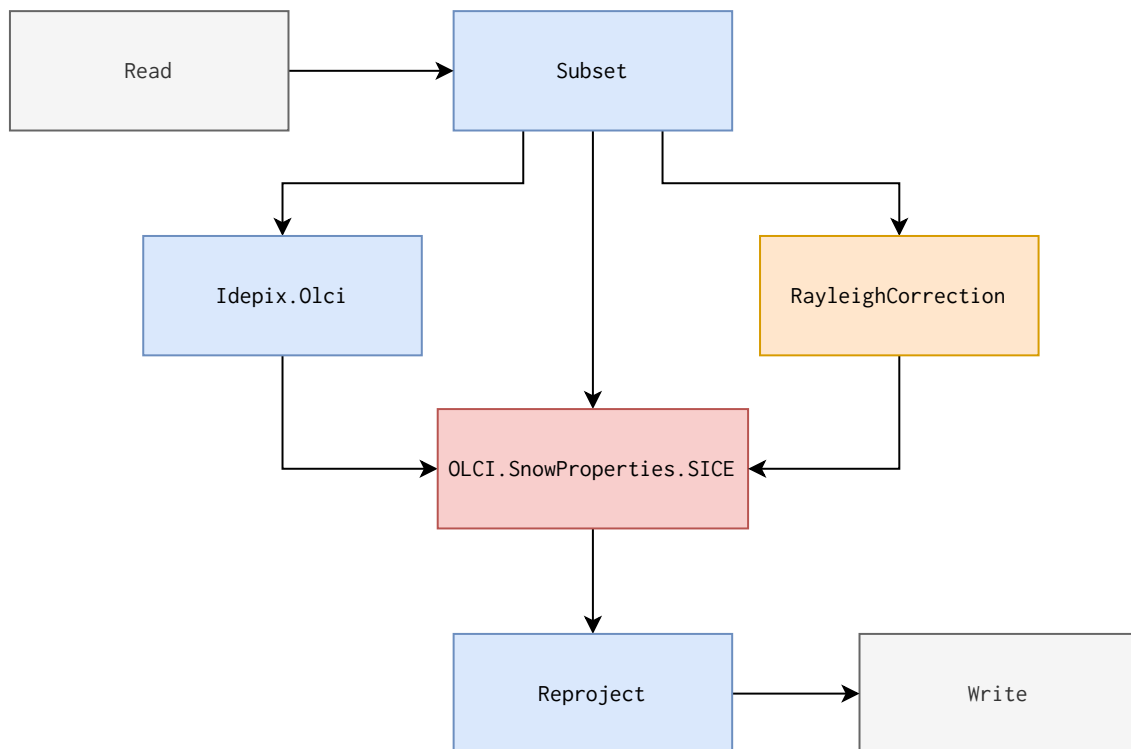 Read
Subset
Idepix.Olci
RayleighCorrection
OLCI.SnowProperties.SICE
Reproject
Write